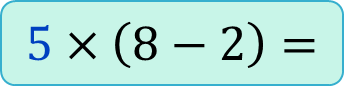 5 × (8 − 2) =